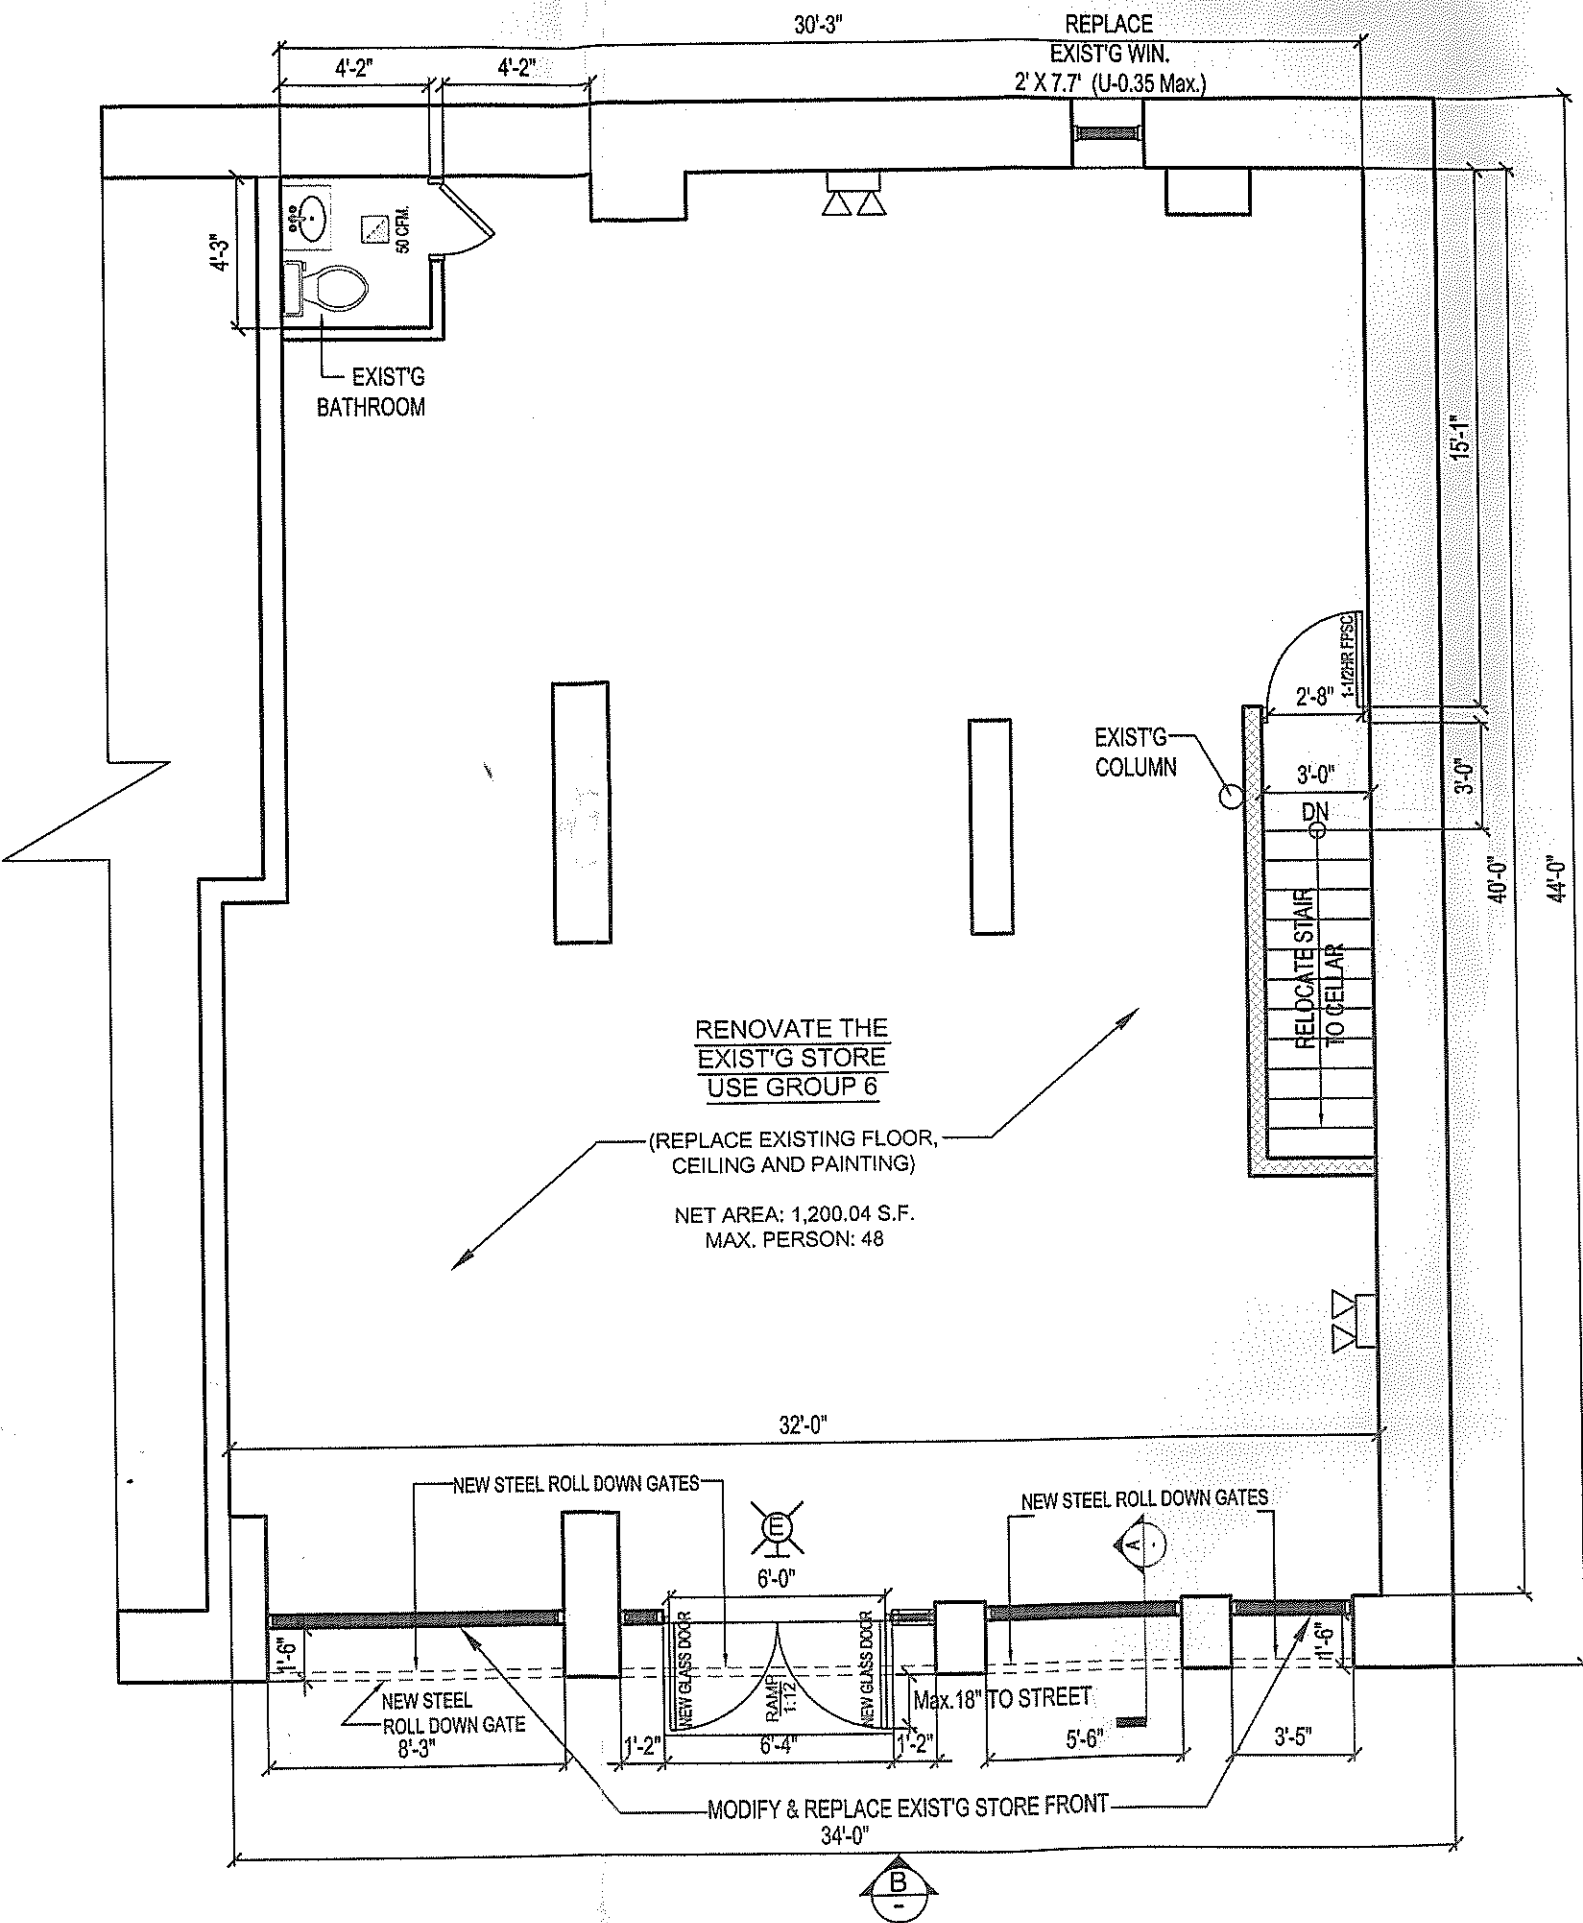 30'-3"
REPLACE
EXIST'G WIN.
2' X 7.7' (U-0.35 Max.)
4'-2"
4'-2"
4'-3"
50 CFM.
EXIST'G
BATHROOM
15'-1"
1-1/2HR FPSC
2'-8"
EXIST'G
COLUMN
3'-0"
3'-0"
DN
40'-0"
44'-0"
RELOCATE STAIR
TO CELLAR
RENOVATE THE
EXIST'G STORE
USE GROUP 6
(REPLACE EXISTING FLOOR,
CEILING AND PAINTING)
NET AREA: 1,200.04 S.F.
MAX. PERSON: 48
32'-0"
NEW STEEL ROLL DOWN GATES
NEW STEEL ROLL DOWN GATES
E
A
-
6'-0"
1'-6"
NEW GLASS DOOR
RAMP
1:12
NEW GLASS DOOR
1'-6"
NEW STEEL
ROLL DOWN GATE
Max.18" TO STREET
8'-3"
1'-2"
6'-4"
1'-2"
5'-6"
3'-5"
MODIFY & REPLACE EXIST'G STORE FRONT
34'-0"
B
-